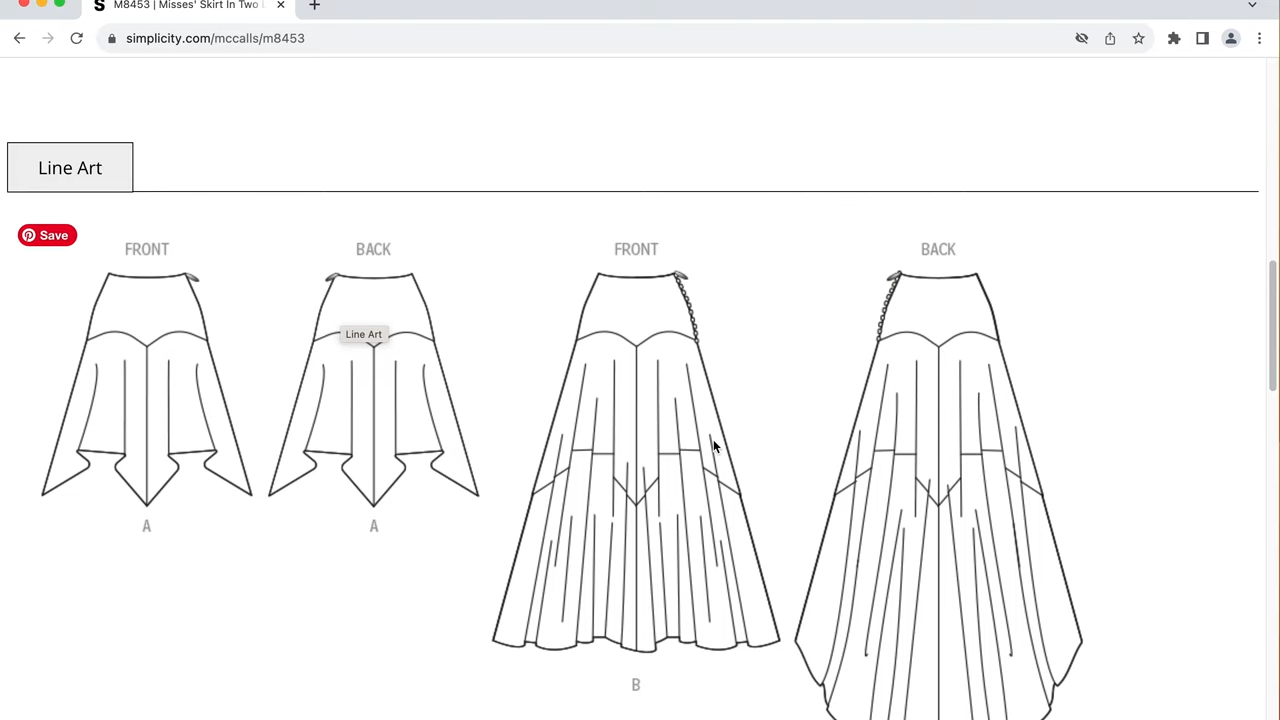 M8453 | Misses' Skirt In Two
simplicity.com/mccalls/m8453
Line Art
Save
FRONT
BACK
FRONT
BACK
Line Art
A
A
B